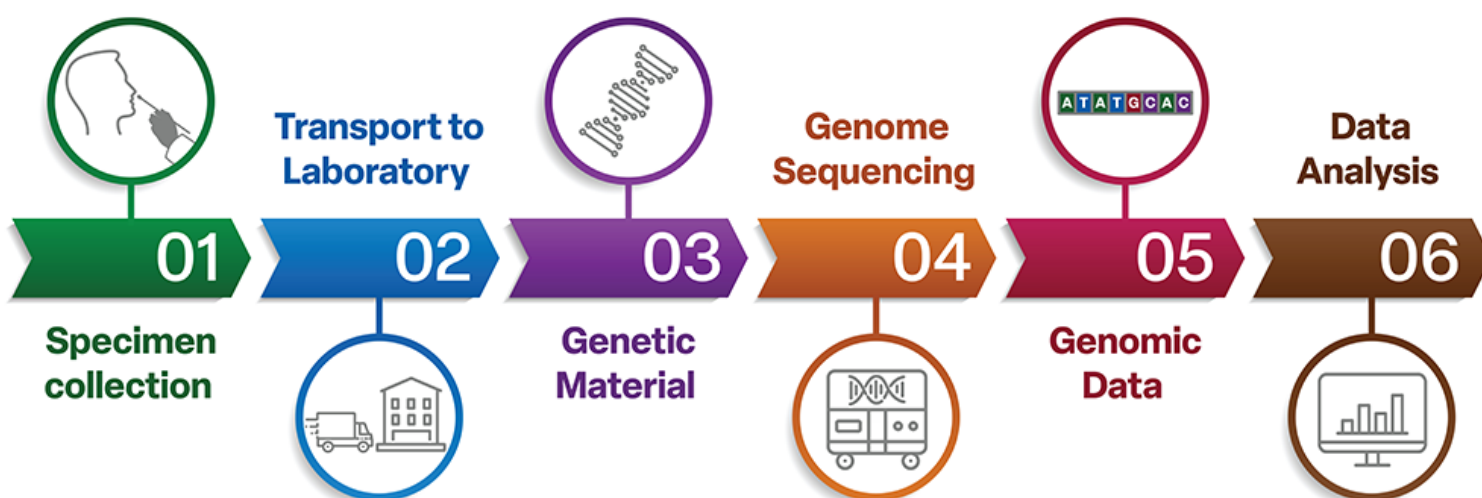 01
Specimen
collection
Transport to
Laboratory
02
03
Genetic
Material
Genome
Sequencing
04
ATATGCAC
05
Genomic
Data
Data
Analysis
06